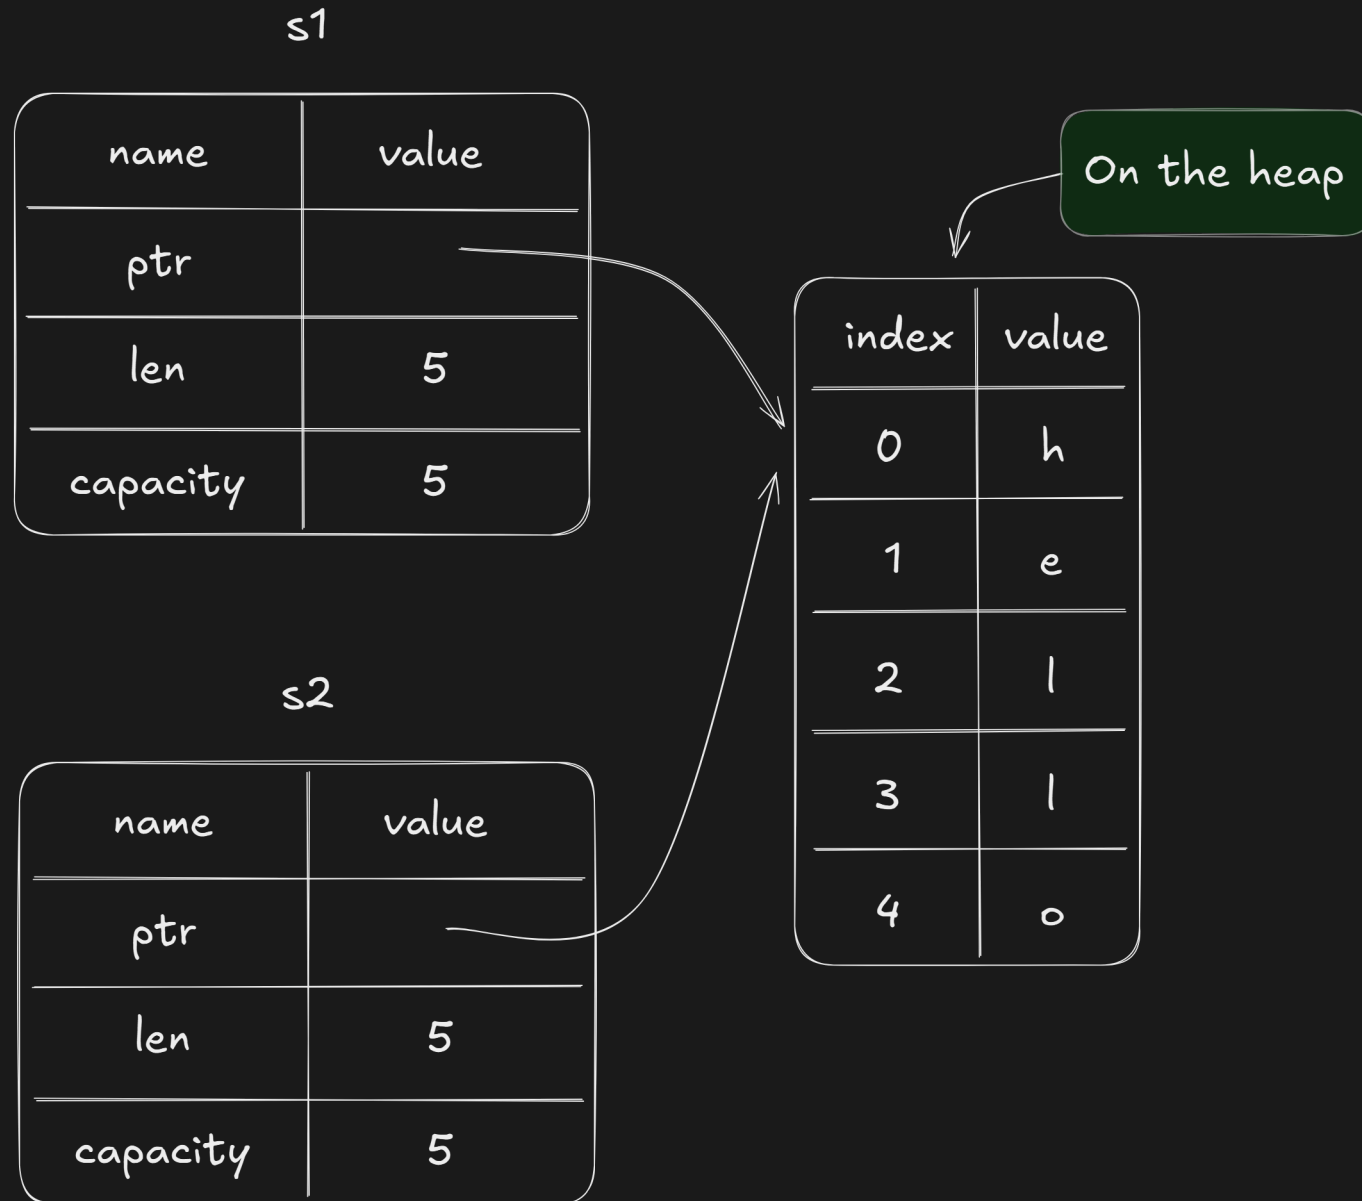 s1
name value
ptr
len 5
capacity 5
On the heap
index value
0 h
1 e
2 l
3 l
4 o
s2
name value
ptr
len 5
capacity 5